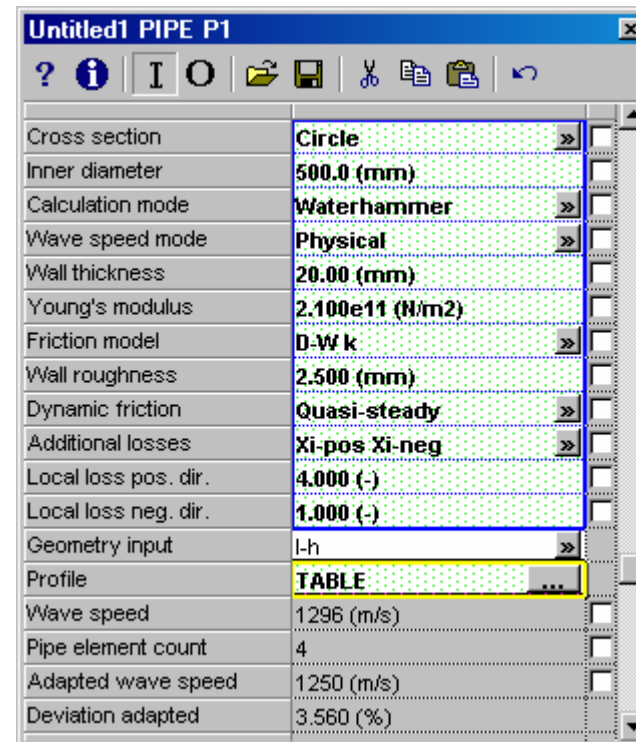 Untitled1 PIPE P1
? i I O
Cross section Circle »
Inner diameter 500.0 (mm)
Calculation mode Waterhammer »
Wave speed mode Physical »
Wall thickness 20.00 (mm)
Young's modulus 2.100e11 (N/m2)
Friction model D-W k »
Wall roughness 2.500 (mm)
Dynamic friction Quasi-steady »
Additional losses Xi-pos Xi-neg »
Local loss pos. dir. 4.000 (-)
Local loss neg. dir. 1.000 (-)
Geometry input l-h »
Profile TABLE ...
Wave speed 1296 (m/s)
Pipe element count 4
Adapted wave speed 1250 (m/s)
Deviation adapted 3.560 (%)